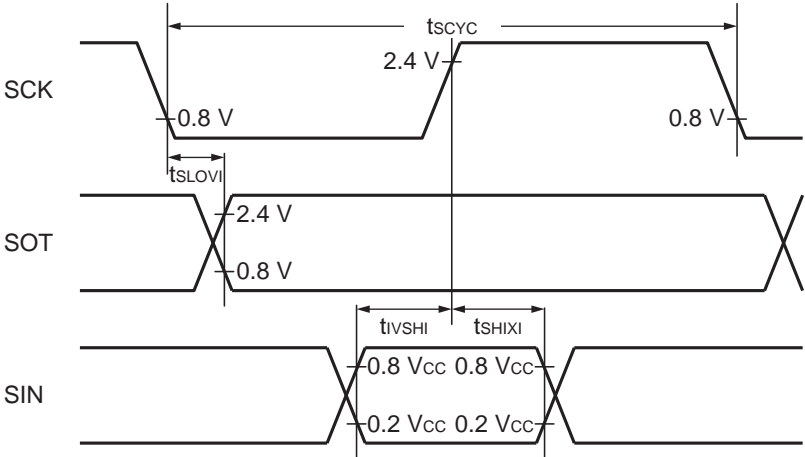 tSCYC
SCK
2.4 V
0.8 V
0.8 V
tSLOVI
SOT
2.4 V
0.8 V
tIVSHI
tSHIXI
SIN
0.8 VCC
0.8 VCC
0.2 VCC
0.2 VCC